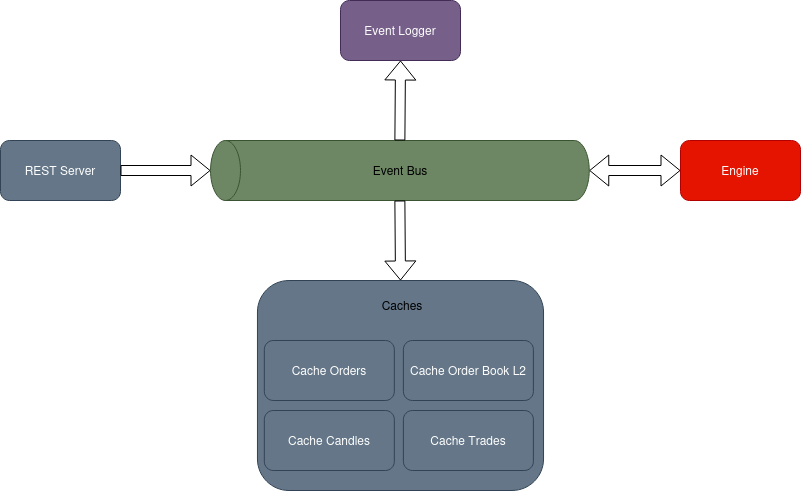 Event Logger
REST Server
Event Bus
Engine
Caches
Cache Orders
Cache Order Book L2
Cache Candles
Cache Trades